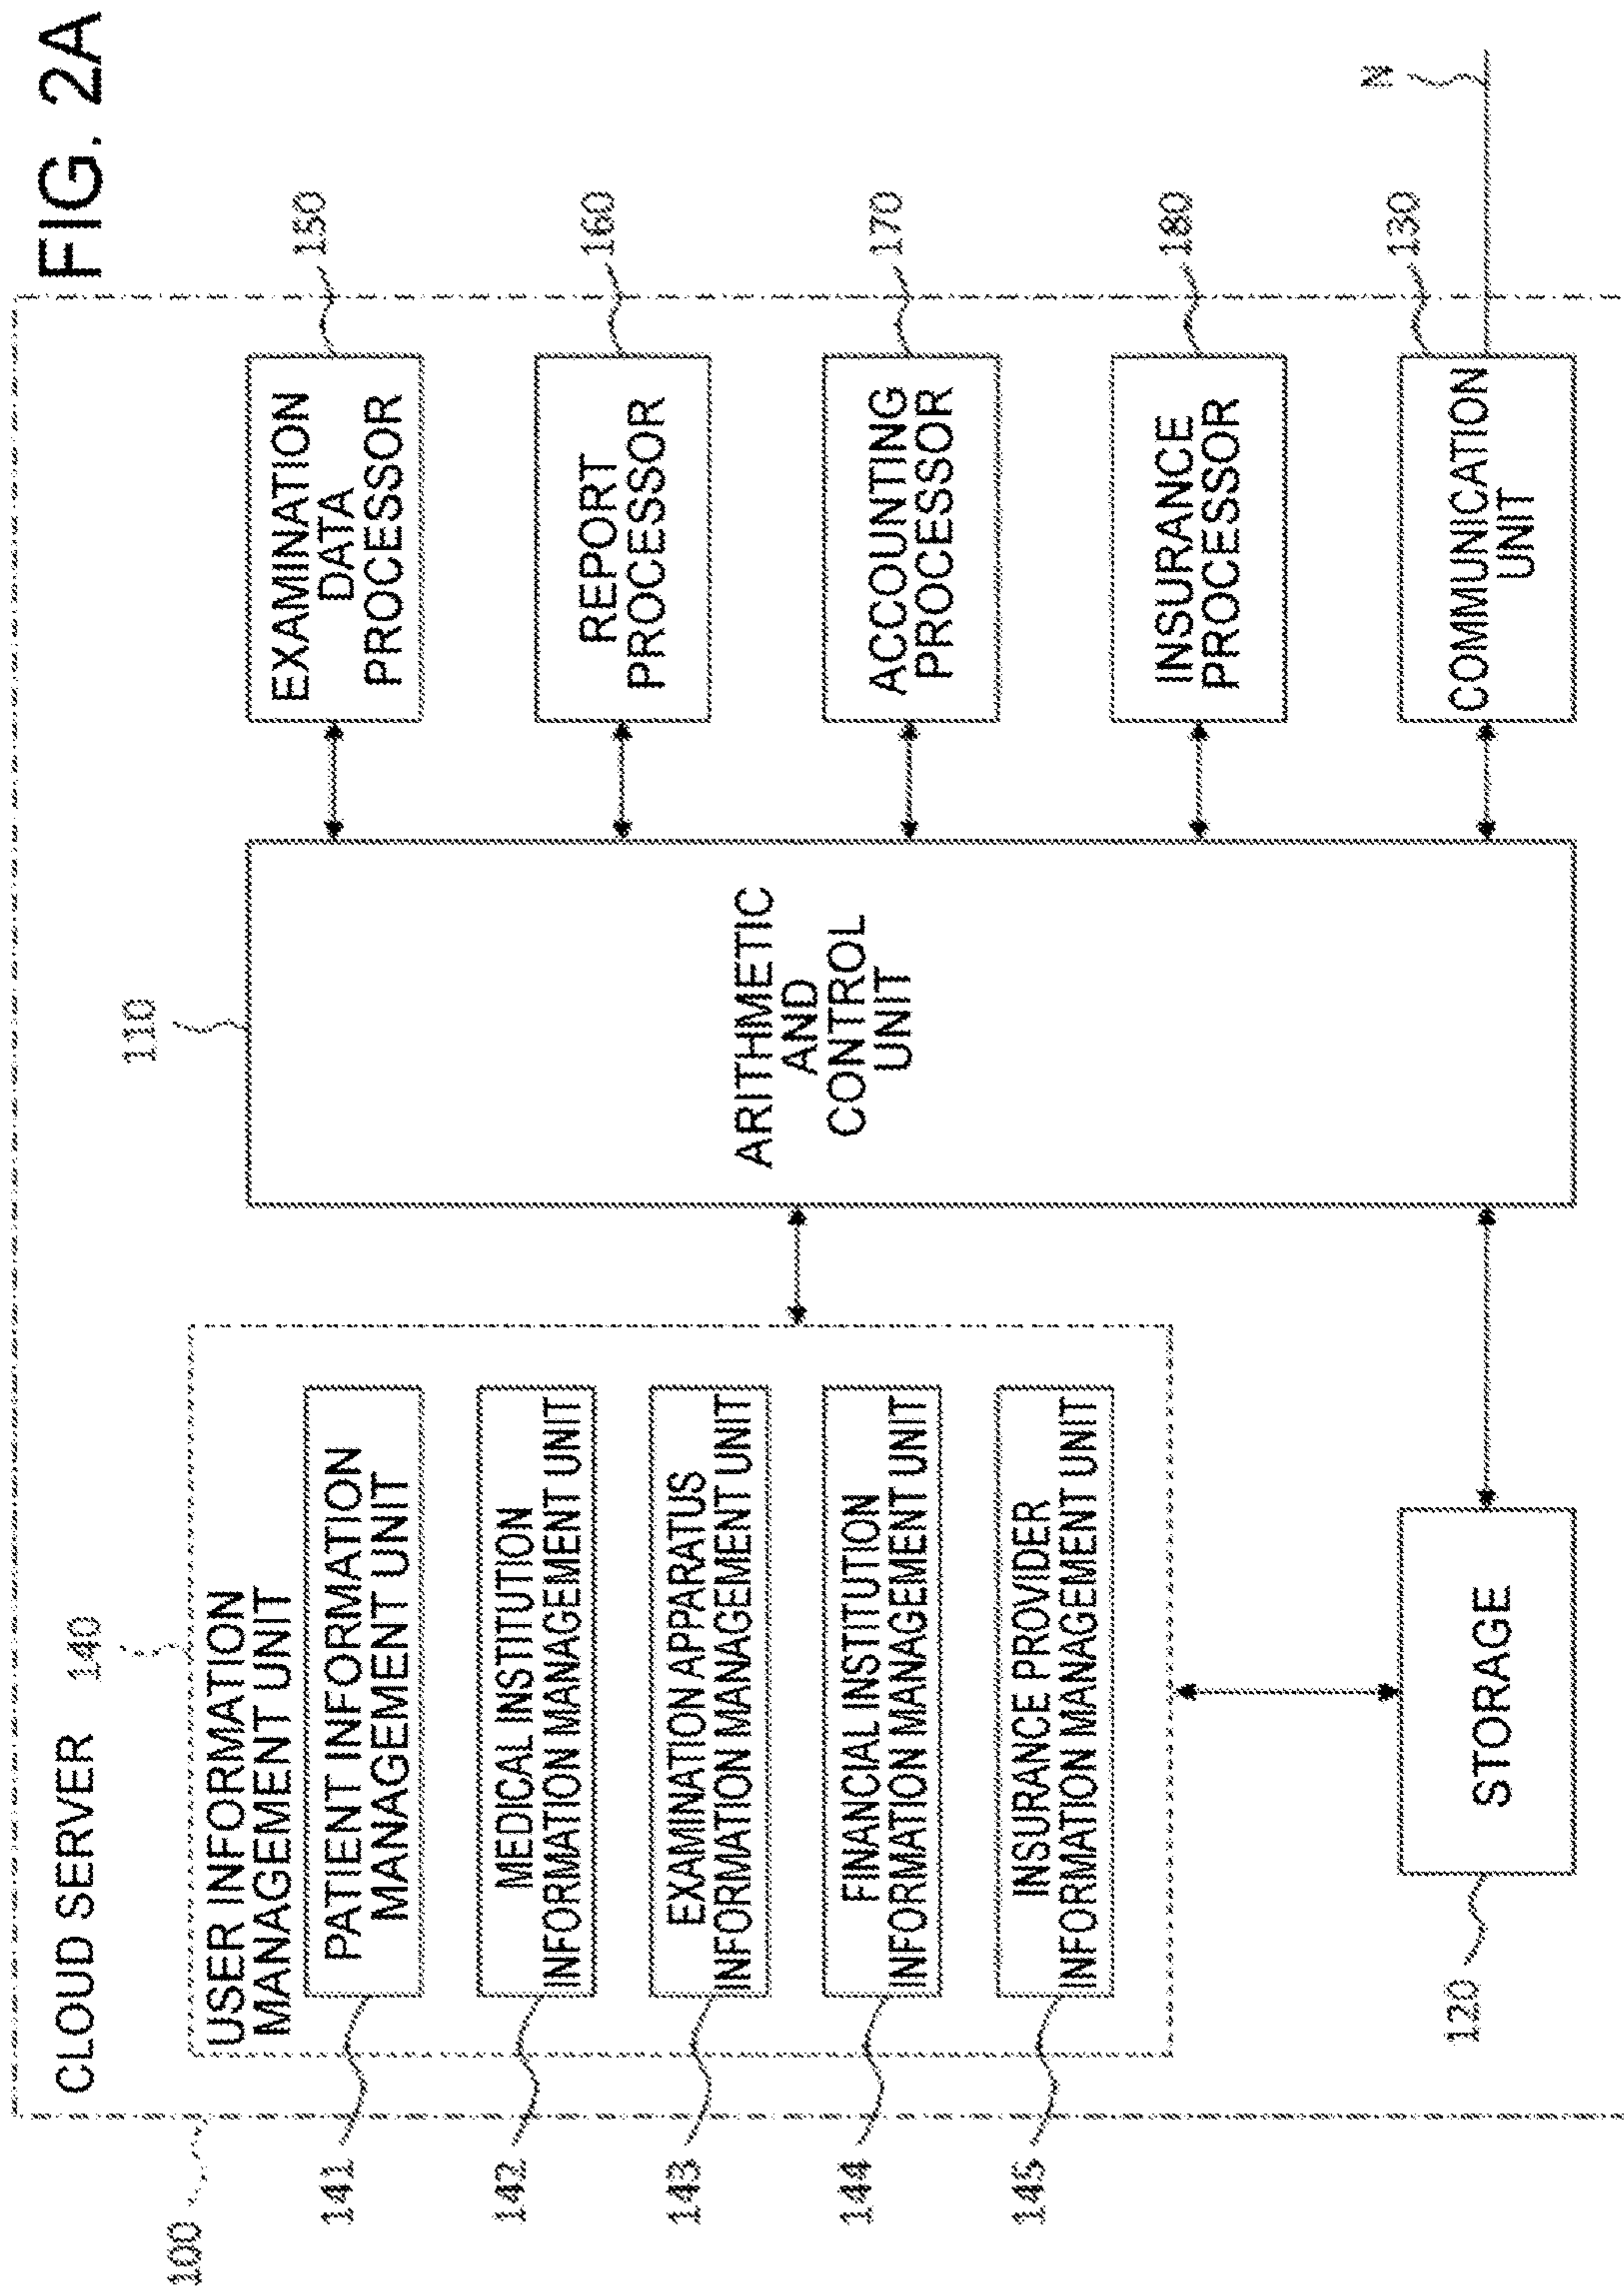 FIG. 2A
CLOUD SERVER
100
140
USER INFORMATION
MANAGEMENT UNIT
141
PATIENT INFORMATION
MANAGEMENT UNIT
142
MEDICAL INSTITUTION
INFORMATION MANAGEMENT UNIT
143
EXAMINATION APPARATUS
INFORMATION MANAGEMENT UNIT
144
FINANCIAL INSTITUTION
INFORMATION MANAGEMENT UNIT
145
INSURANCE PROVIDER
INFORMATION MANAGEMENT UNIT
120
STORAGE
110
ARITHMETIC
AND
CONTROL
UNIT
EXAMINATION
DATA
PROCESSOR
150
REPORT
PROCESSOR
160
ACCOUNTING
PROCESSOR
170
INSURANCE
PROCESSOR
180
COMMUNICATION
UNIT
130
N